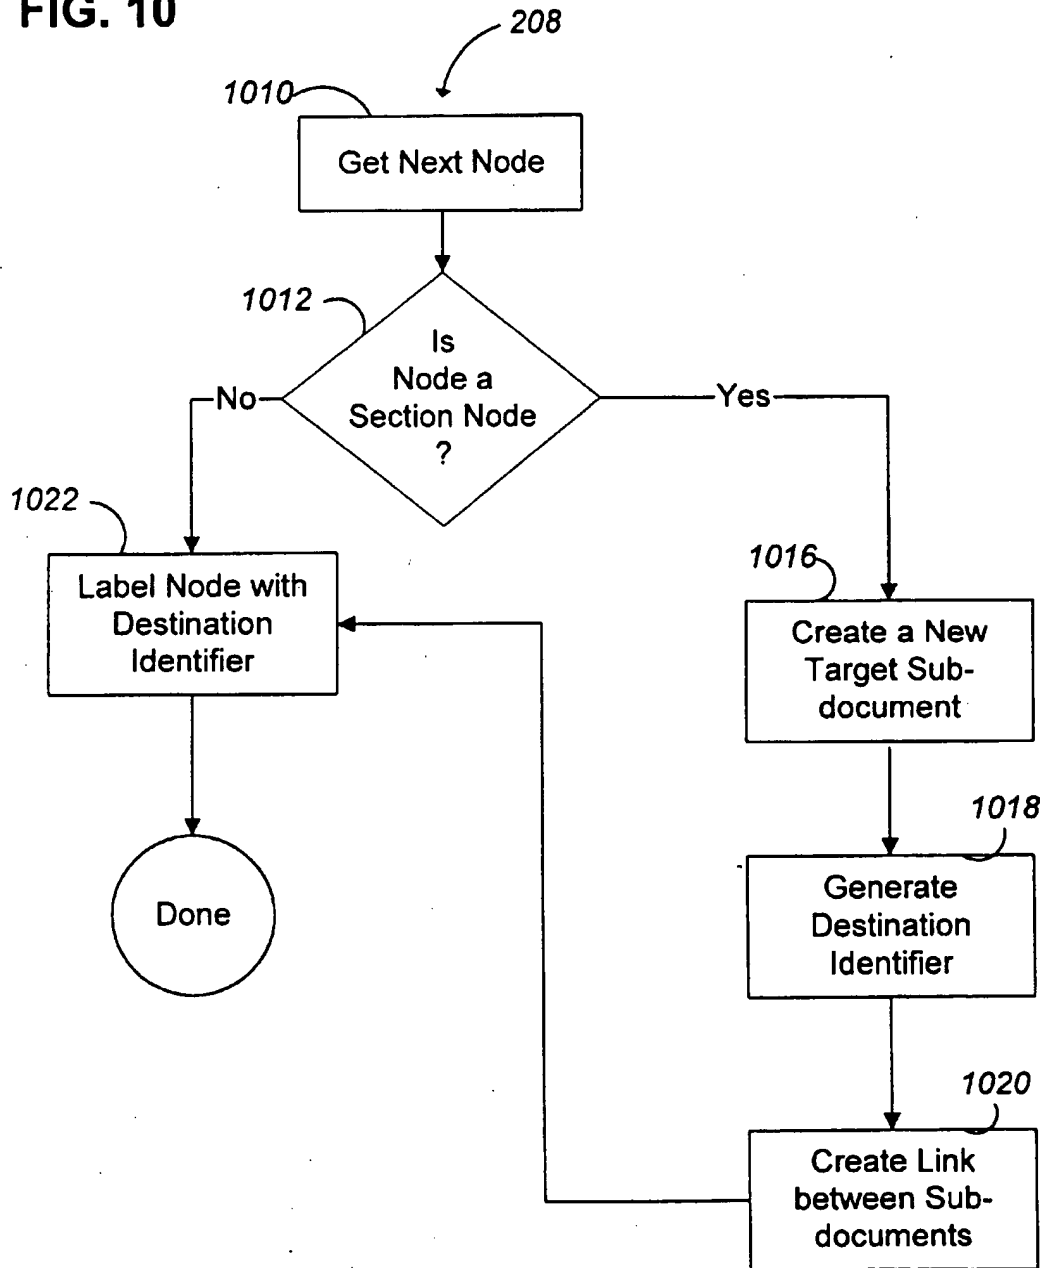 FIG. 10
208
1010
Get Next Node
1012
Is
Node a
Section Node
?
No
Yes
1022
Label Node with
Destination
Identifier
1016
Create a New
Target Sub-
document
1018
Generate
Destination
Identifier
Done
1020
Create Link
between Sub-
documents